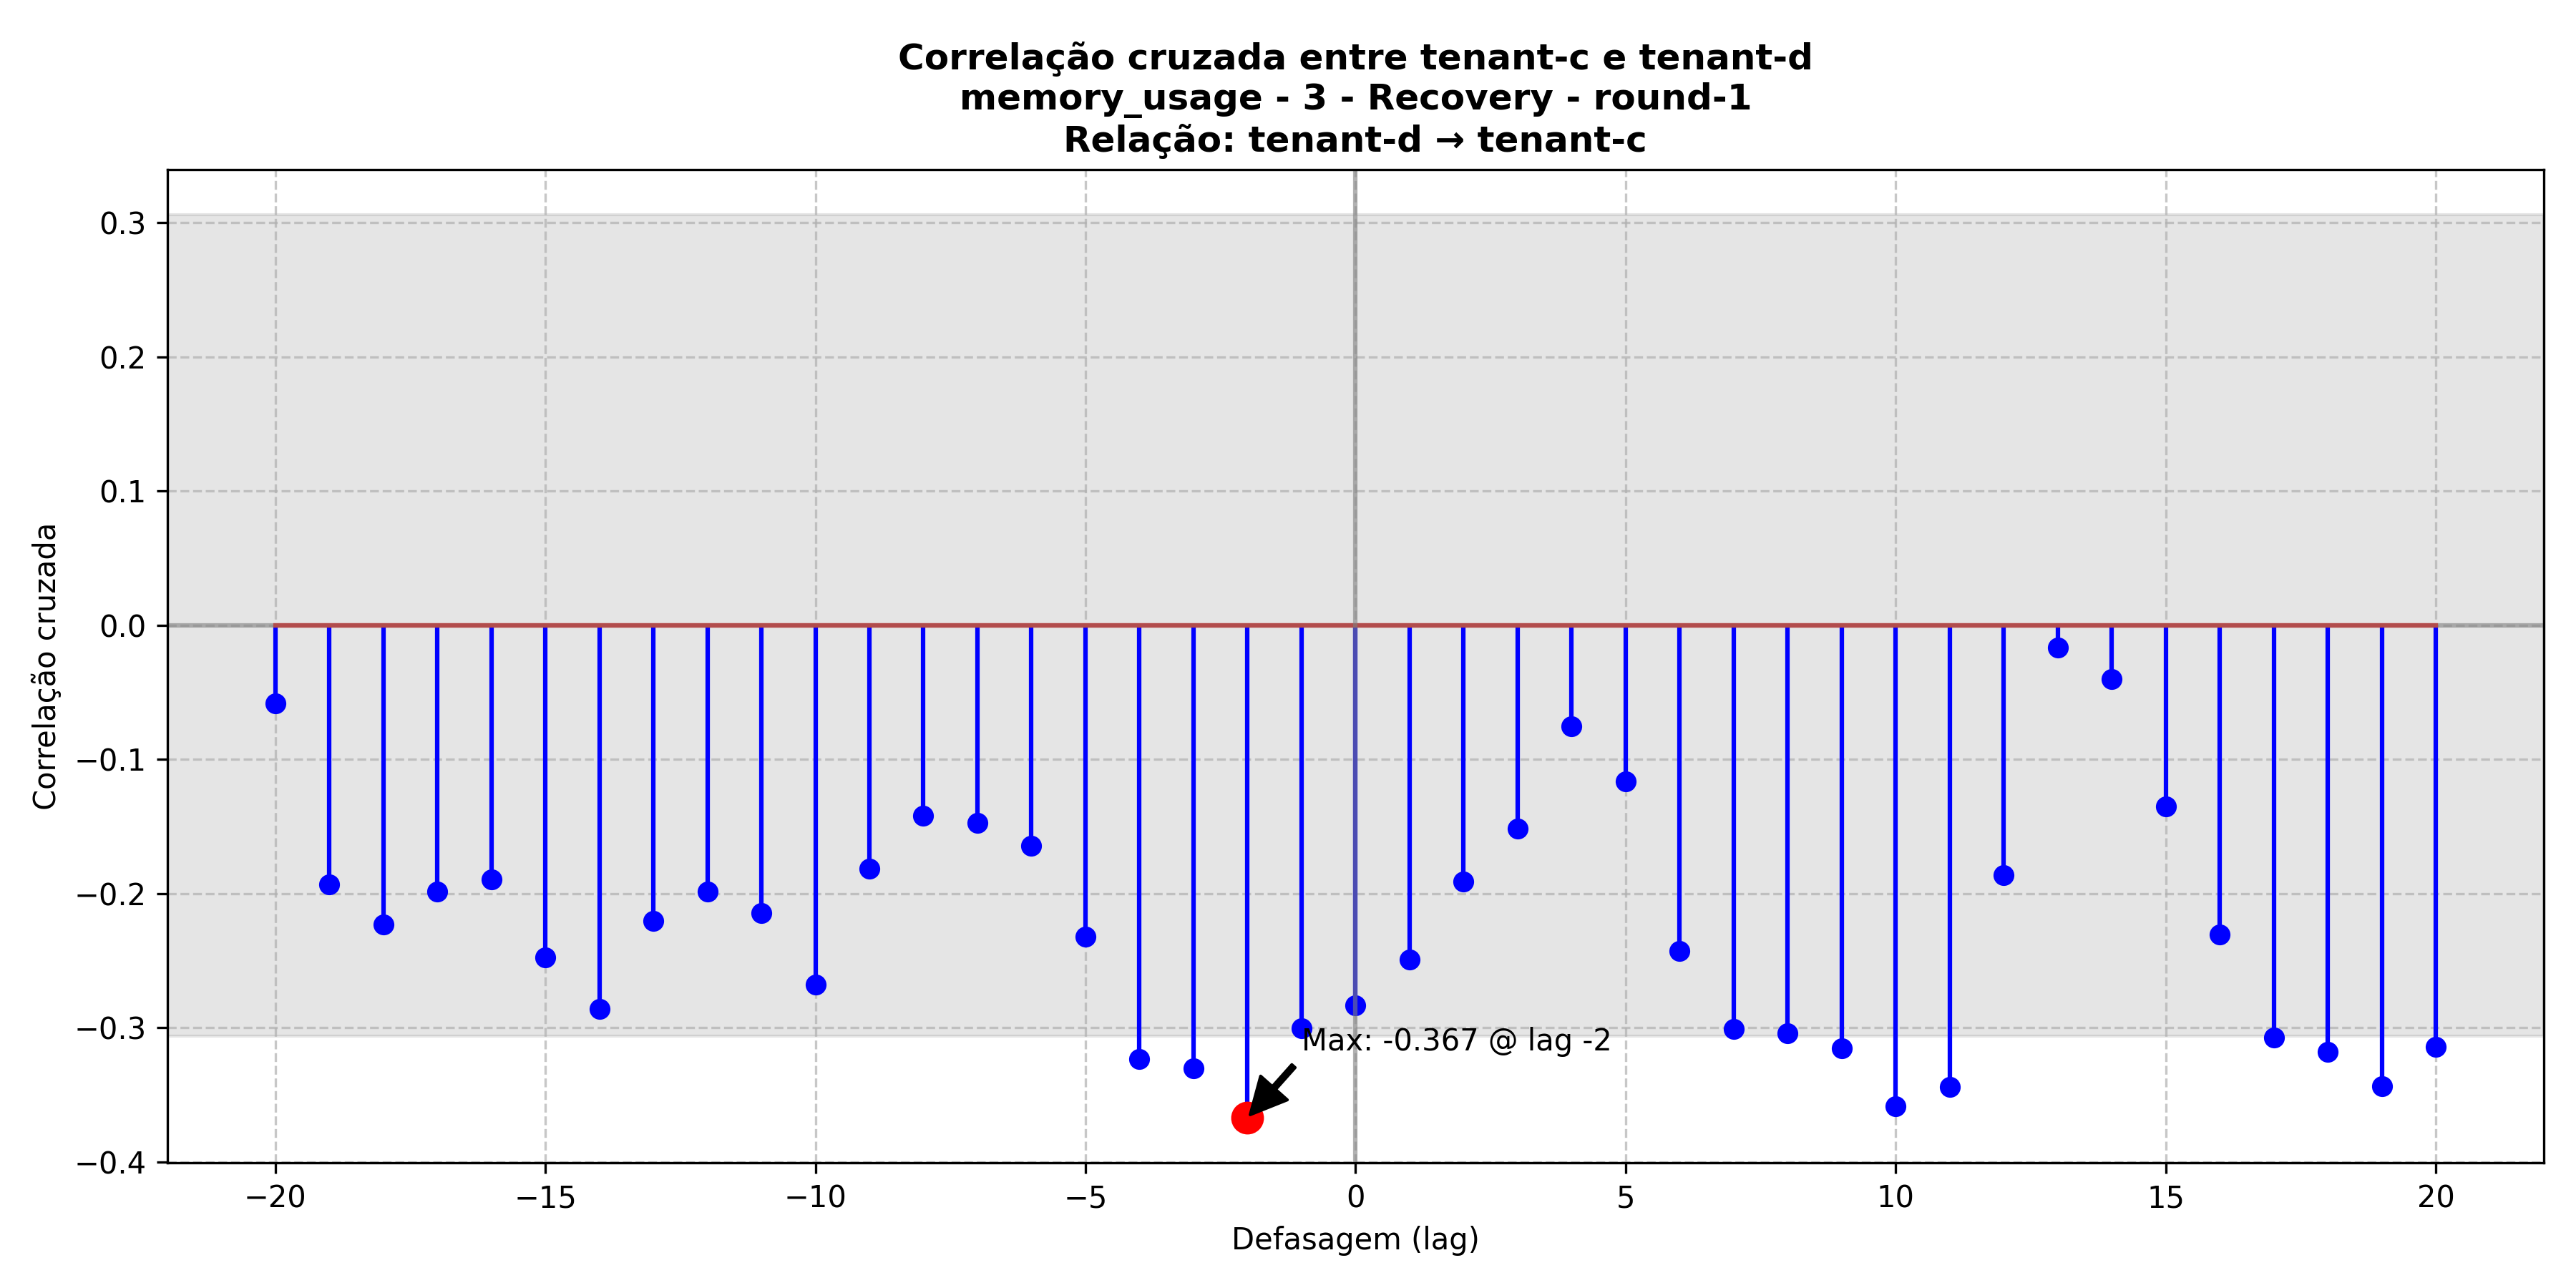 Correlação cruzada entre tenant-c e tenant-d
memory_usage - 3 - Recovery - round-1
Relação: tenant-d → tenant-c
Correlação cruzada
0.3
0.2
0.1
0.0
−0.1
−0.2
−0.3
−0.4
Max: -0.367 @ lag -2
−20
−15
−10
−5
0
5
10
15
20
Defasagem (lag)